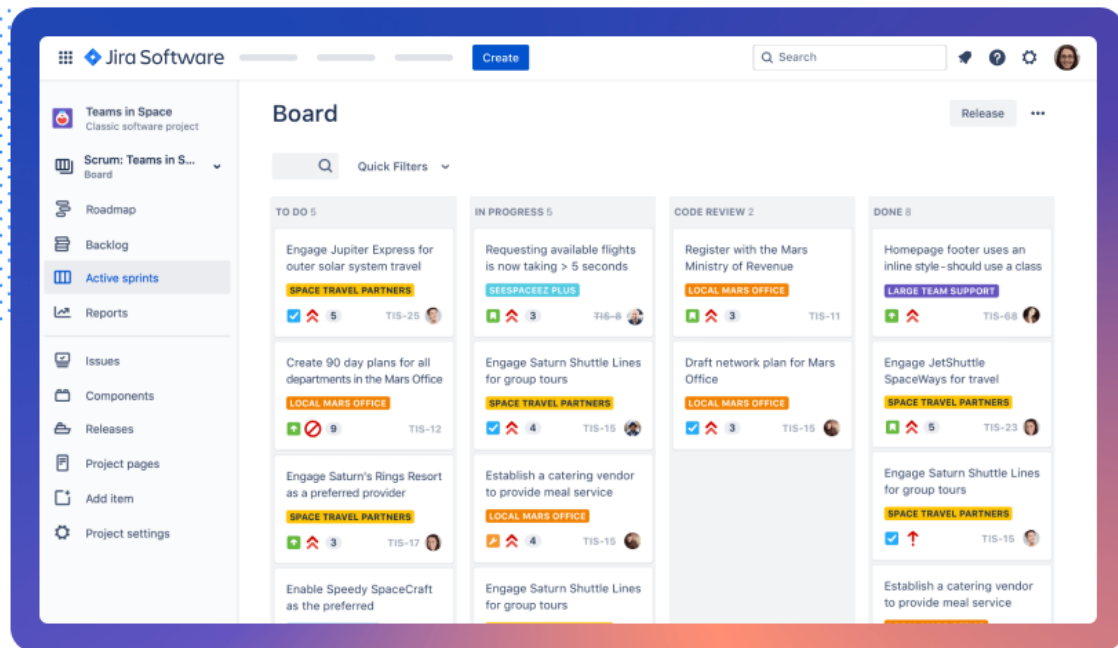 Jira Software
Create
Search
Teams in Space
Classic software project
Scrum: Teams in S...
Board
Roadmap
Backlog
Active sprints
Reports
Issues
Components
Releases
Project pages
Add item
Project settings
Board
Release
Quick Filters
TO DO 5
Engage Jupiter Express for
outer solar system travel
SPACE TRAVEL PARTNERS
5 TIS-25
Create 90 day plans for all
departments in the Mars Office
LOCAL MARS OFFICE
9 TIS-12
Engage Saturn's Rings Resort
as a preferred provider
SPACE TRAVEL PARTNERS
3 TIS-17
Enable Speedy SpaceCraft
as the preferred
IN PROGRESS 5
Requesting available flights
is now taking > 5 seconds
SEESPACEEZ PLUS
3 TIS-8
Engage Saturn Shuttle Lines
for group tours
SPACE TRAVEL PARTNERS
4 TIS-15
Establish a catering vendor
to provide meal service
LOCAL MARS OFFICE
4 TIS-15
Engage Saturn Shuttle Lines
for group tours
CODE REVIEW 2
Register with the Mars
Ministry of Revenue
LOCAL MARS OFFICE
3 TIS-11
Draft network plan for Mars
Office
LOCAL MARS OFFICE
3 TIS-15
DONE 8
Homepage footer uses an
inline style-should use a class
LARGE TEAM SUPPORT
TIS-68
Engage JetShuttle
SpaceWays for travel
SPACE TRAVEL PARTNERS
5 TIS-23
Engage Saturn Shuttle Lines
for group tours
SPACE TRAVEL PARTNERS
TIS-15
Establish a catering vendor
to provide meal service